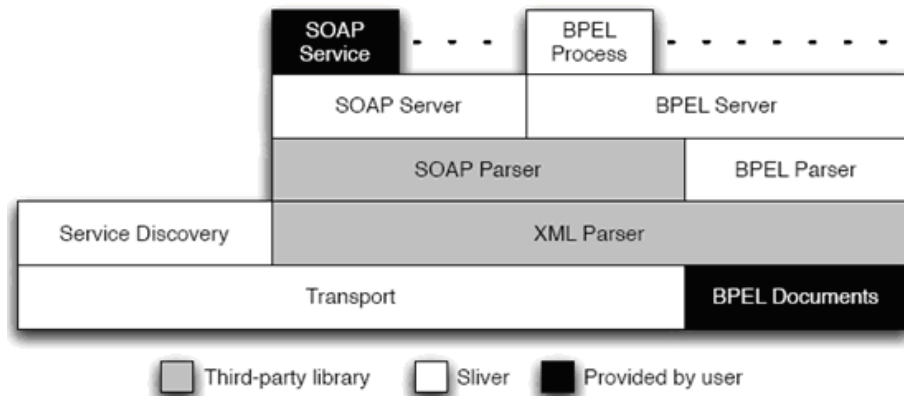 SOAP
Service
BPEL
Process
SOAP Server
BPEL Server
SOAP Parser
BPEL Parser
Service Discovery
XML Parser
Transport
BPEL Documents
Third-party library
Sliver
Provided by user